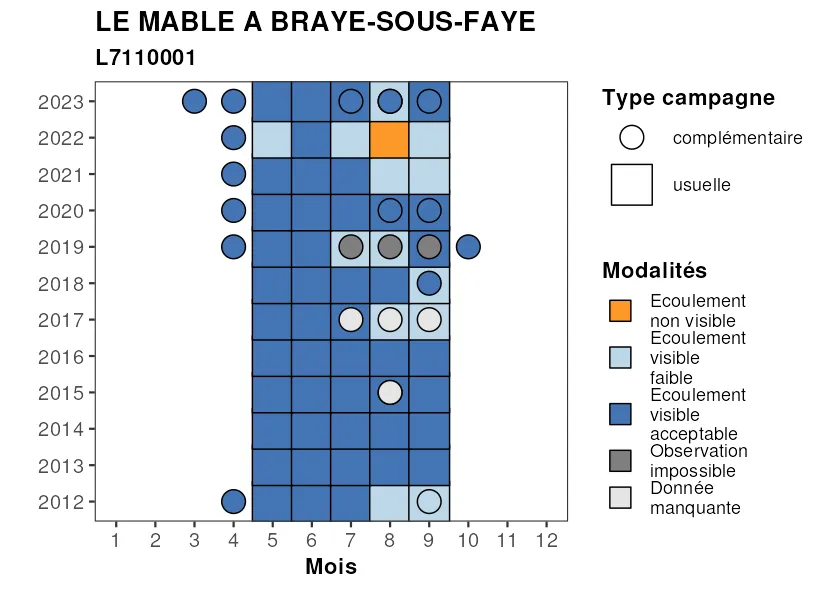 LE MABLE A BRAYE-SOUS-FAYE
L7110001
2023
2022
2021
2020
2019
2018
2017
2016
2015
2014
2013
2012
1 2 3 4 5 6 7 8 9 10 11 12
Mois
Type campagne
complémentaire
usuelle
Modalités
Ecoulement
non visible
Ecoulement
visible
faible
Ecoulement
visible
acceptable
Observation
impossible
Donnée
manquante